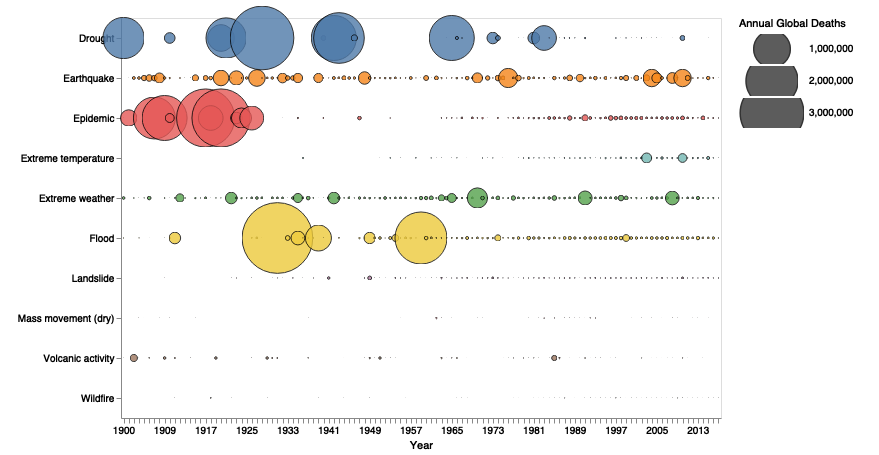 Annual Global Deaths
1,000,000
2,000,000
3,000,000
Drought
Earthquake
Epidemic
Extreme temperature
Extreme weather
Flood
Landslide
Mass movement (dry)
Volcanic activity
Wildfire
1900 1909 1917 1925 1933 1941 1949 1957 1965 1973 1981 1989 1997 2005 2013
Year